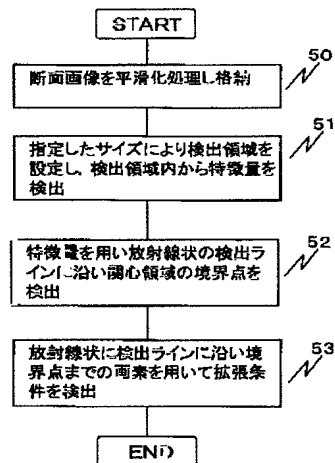 START
50
断面画像を平滑化処理し格納
51
指定したサイズにより検出領域を
設定し、検出領域内から特徴量を
検出
52
特徴量を用い放射線状の検出ラ
インに沿い関心領域の境界点を
検出
53
放射線状に検出ラインに沿い境
界点までの画素を用いて拡張条
件を検出
END